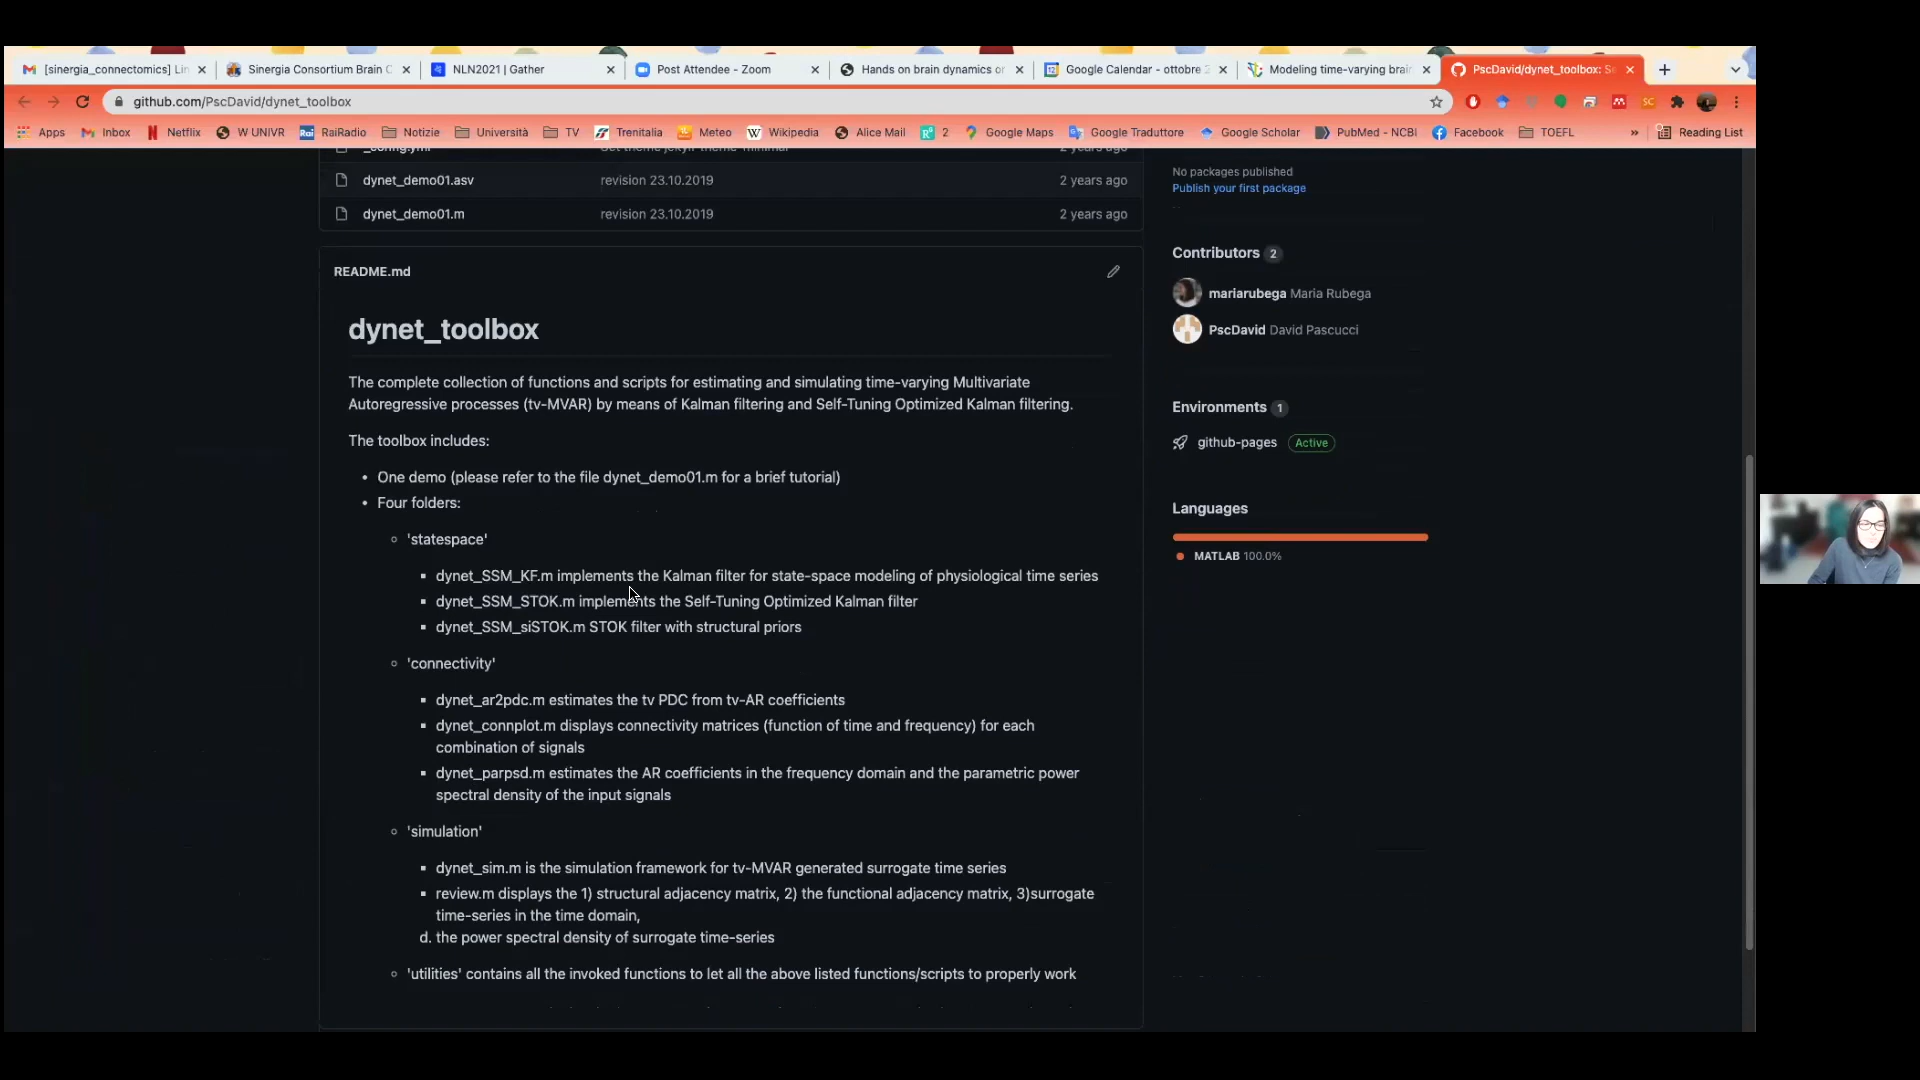 [sinergia_connectomics] Lin
Sinergia Consortium Brain C
NLN2021 | Gather
Post Attendee - Zoom
Hands on brain dynamics on
Google Calendar - ottobre 2
Modeling time-varying brain
PscDavid/dynet_toolbox: Se
github.com/PscDavid/dynet_toolbox
Apps
Inbox
Netflix
W UNIVR
RaiRadio
Notizie
Università
TV
Trenitalia
Meteo
Wikipedia
Alice Mail
2
Google Maps
Google Traduttore
Google Scholar
PubMed - NCBI
Facebook
TOEFL
»
Reading List
_config.yml
Set theme jekyll-theme-minimal
2 years ago
dynet_demo01.asv
revision 23.10.2019
2 years ago
dynet_demo01.m
revision 23.10.2019
2 years ago
README.md
dynet_toolbox
The complete collection of functions and scripts for estimating and simulating time-varying Multivariate
Autoregressive processes (tv-MVAR) by means of Kalman filtering and Self-Tuning Optimized Kalman filtering.
The toolbox includes:
• One demo (please refer to the file dynet_demo01.m for a brief tutorial)
• Four folders:
'statespace'
dynet_SSM_KF.m implements the Kalman filter for state-space modeling of physiological time series
dynet_SSM_STOK.m implements the Self-Tuning Optimized Kalman filter
dynet_SSM_siSTOK.m STOK filter with structural priors
'connectivity'
dynet_ar2pdc.m estimates the tv PDC from tv-AR coefficients
dynet_connplot.m displays connectivity matrices (function of time and frequency) for each
combination of signals
dynet_parpsd.m estimates the AR coefficients in the frequency domain and the parametric power
spectral density of the input signals
'simulation'
dynet_sim.m is the simulation framework for tv-MVAR generated surrogate time series
review.m displays the 1) structural adjacency matrix, 2) the functional adjacency matrix, 3)surrogate
time-series in the time domain,
d. the power spectral density of surrogate time-series
'utilities' contains all the invoked functions to let all the above listed functions/scripts to properly work
No packages published
Publish your first package
Contributors 2
mariarubega Maria Rubega
PscDavid David Pascucci
Environments 1
github-pages Active
Languages
MATLAB 100.0%